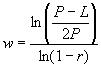 w = ln((P − L)/2P) / ln(1 − r)